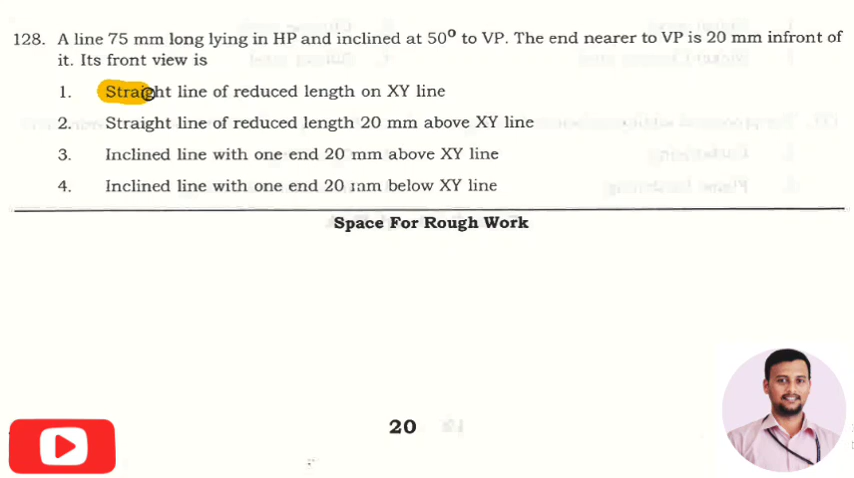 128. A line 75 mm long lying in HP and inclined at 50⁰ to VP. The end nearer to VP is 20 mm infront of
it. Its front view is
1. Straight line of reduced length on XY line
2. Straight line of reduced length 20 mm above XY line
3. Inclined line with one end 20 mm above XY line
4. Inclined line with one end 20 mm below XY line
Space For Rough Work
20